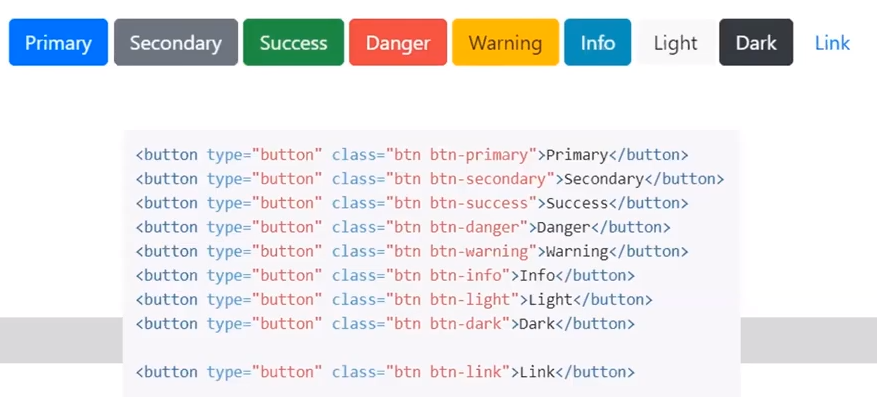 Primary Secondary Success Danger Warning Info Light Dark Link
<button type="button" class="btn btn-primary">Primary</button>
<button type="button" class="btn btn-secondary">Secondary</button>
<button type="button" class="btn btn-success">Success</button>
<button type="button" class="btn btn-danger">Danger</button>
<button type="button" class="btn btn-warning">Warning</button>
<button type="button" class="btn btn-info">Info</button>
<button type="button" class="btn btn-light">Light</button>
<button type="button" class="btn btn-dark">Dark</button>
<button type="button" class="btn btn-link">Link</button>